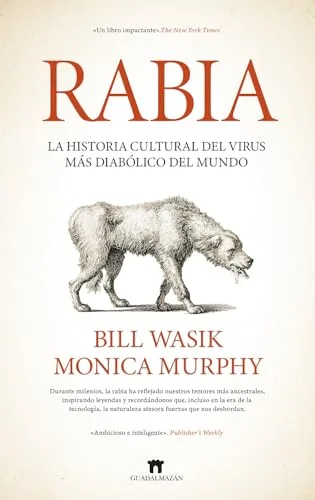 «Un libro impactante». The New York Times
RABIA
LA HISTORIA CULTURAL DEL VIRUS
MÁS DIABÓLICO DEL MUNDO
BILL WASIK
MONICA MURPHY
Durante milenios, la rabia ha reflejado nuestros temores más ancestrales,
inspirando leyendas y recordándonos que, incluso en la era de la
tecnología, la naturaleza atesora fuerzas que nos desbordan.
«Ambicioso e inteligente». Publisher's Weekly
GUADALMAZÁN